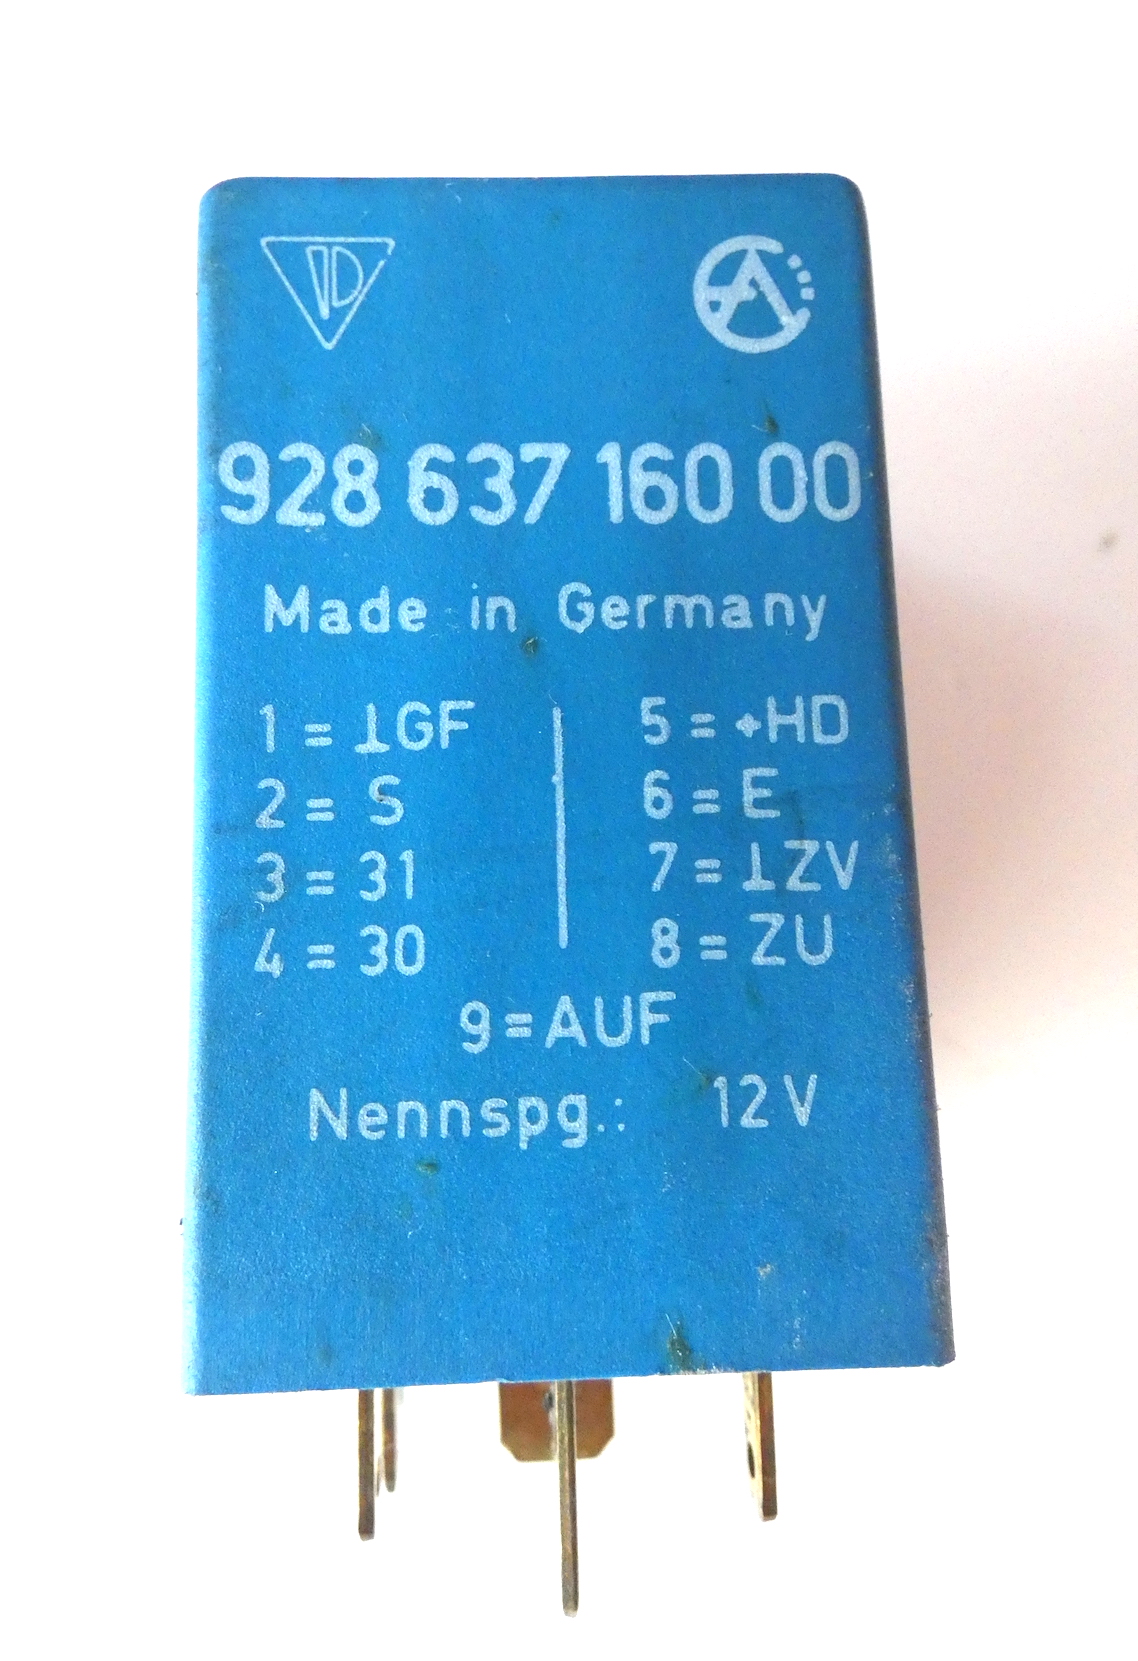 928 637 160 00
Made in Germany
1 = ⊥GF
2 = S
3 = 31
4 = 30
5 = +HD
6 = E
7 = ⊥ZV
8 = ZU
9=AUF
Nennspg.: 12V